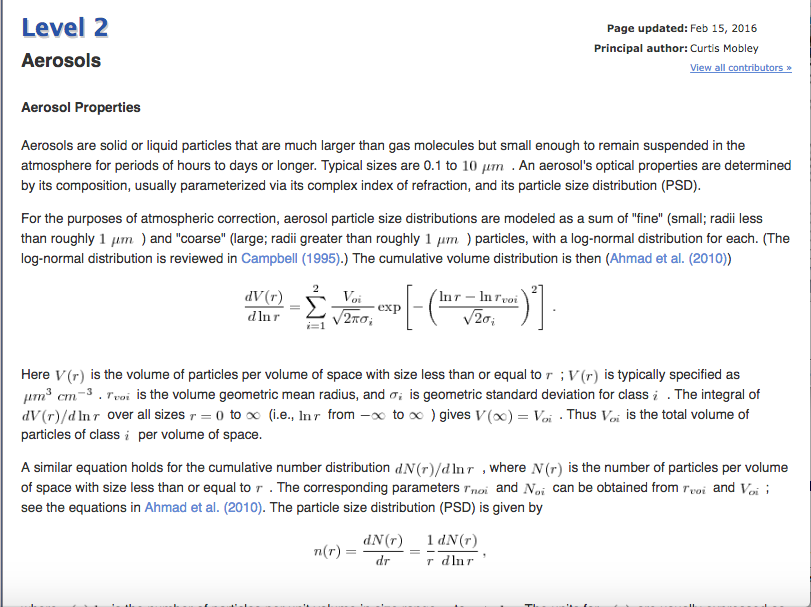 Level 2
Page updated: Feb 15, 2016
Principal author: Curtis Mobley
View all contributors »
Aerosols
Aerosol Properties
Aerosols are solid or liquid particles that are much larger than gas molecules but small enough to remain suspended in the
atmosphere for periods of hours to days or longer. Typical sizes are 0.1 to 10 μm . An aerosol's optical properties are determined
by its composition, usually parameterized via its complex index of refraction, and its particle size distribution (PSD).
For the purposes of atmospheric correction, aerosol particle size distributions are modeled as a sum of "fine" (small; radii less
than roughly 1 μm ) and "coarse" (large; radii greater than roughly 1 μm ) particles, with a log-normal distribution for each. (The
log-normal distribution is reviewed in Campbell (1995).) The cumulative volume distribution is then (Ahmad et al. (2010))
\frac{dV(r)}{d \ln r} = \sum_{i=1}^{2} \frac{V_{oi}}{\sqrt{2\pi}\sigma_i} \exp\left[-\left(\frac{\ln r - \ln r_{voi}}{\sqrt{2}\sigma_i}\right)^2\right] .
Here V(r) is the volume of particles per volume of space with size less than or equal to r ; V(r) is typically specified as
μm³ cm⁻³ . r_{voi} is the volume geometric mean radius, and σ_i is geometric standard deviation for class i . The integral of
dV(r)/d ln r over all sizes r = 0 to ∞ (i.e., ln r from −∞ to ∞ ) gives V(∞) = V_{oi} . Thus V_{oi} is the total volume of
particles of class i per volume of space.
A similar equation holds for the cumulative number distribution dN(r)/d ln r , where N(r) is the number of particles per volume
of space with size less than or equal to r . The corresponding parameters r_{noi} and N_{oi} can be obtained from r_{voi} and V_{oi} ;
see the equations in Ahmad et al. (2010). The particle size distribution (PSD) is given by
n(r) = \frac{dN(r)}{dr} = \frac{1}{r} \frac{dN(r)}{d \ln r} ,